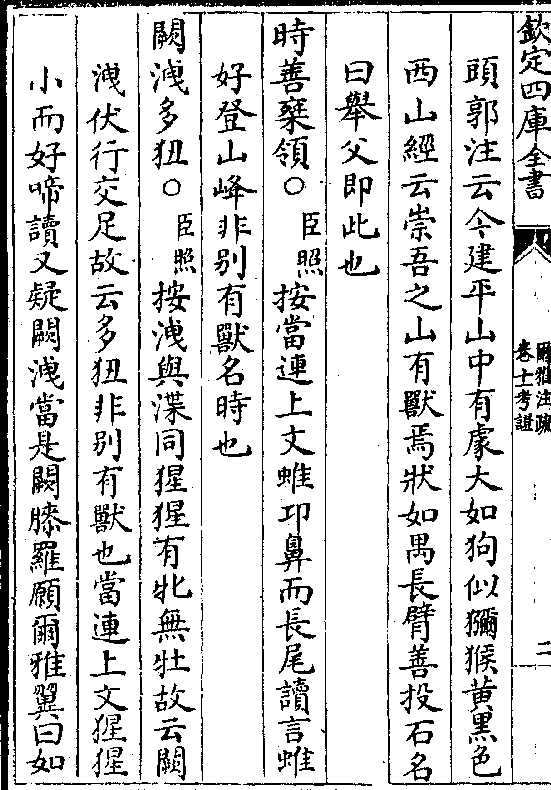 欽定四庫全書
爾雅注疏
卷十一考證
二
頭郭注云今建平山中有䝘大如狗似獼猴黃黑色
西山經云崇吾之山有獸焉狀如禺長臂善投石名
曰舉父即此也
時善椉領○臣照按當連上文蜼卬鼻而長尾讀言蜼
好登山峰非别有獸名時也
闕洩多狃○臣照按洩與渫同猩猩有牝無牡故云闕
洩伏行交足故云多狃非别有獸也當連上文猩猩
小而好啼讀又疑闕洩當是闕膝羅願爾雅翼曰如